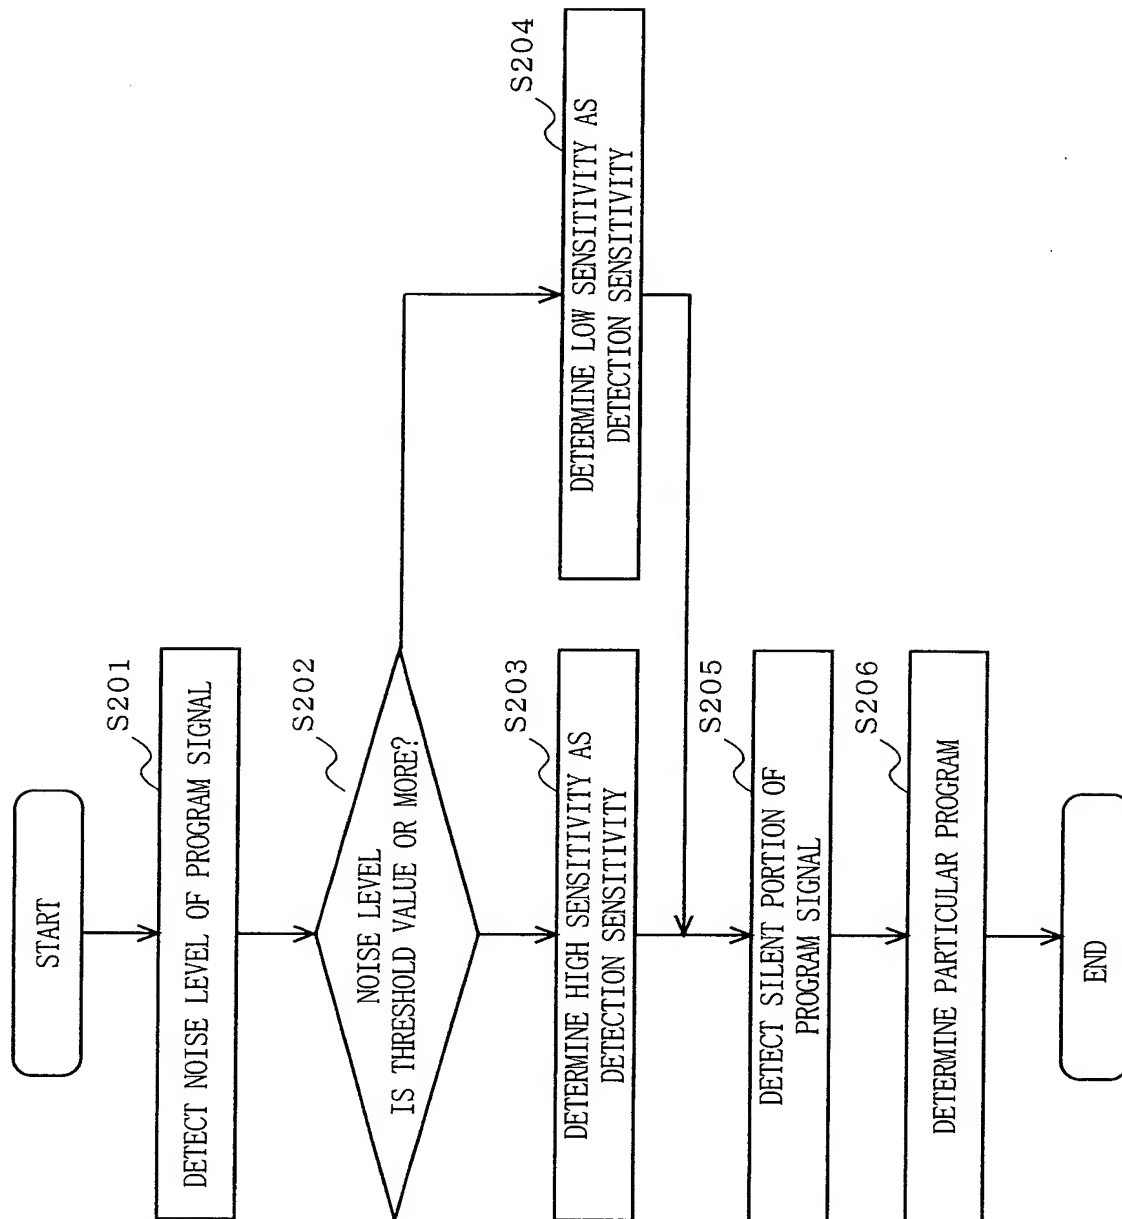 START
S201
DETECT NOISE LEVEL OF PROGRAM SIGNAL
S202
NOISE LEVEL
IS THRESHOLD VALUE OR MORE?
S203
DETERMINE HIGH SENSITIVITY AS
DETECTION SENSITIVITY
S204
DETERMINE LOW SENSITIVITY AS
DETECTION SENSITIVITY
S205
DETECT SILENT PORTION OF
PROGRAM SIGNAL
S206
DETERMINE PARTICULAR PROGRAM
END